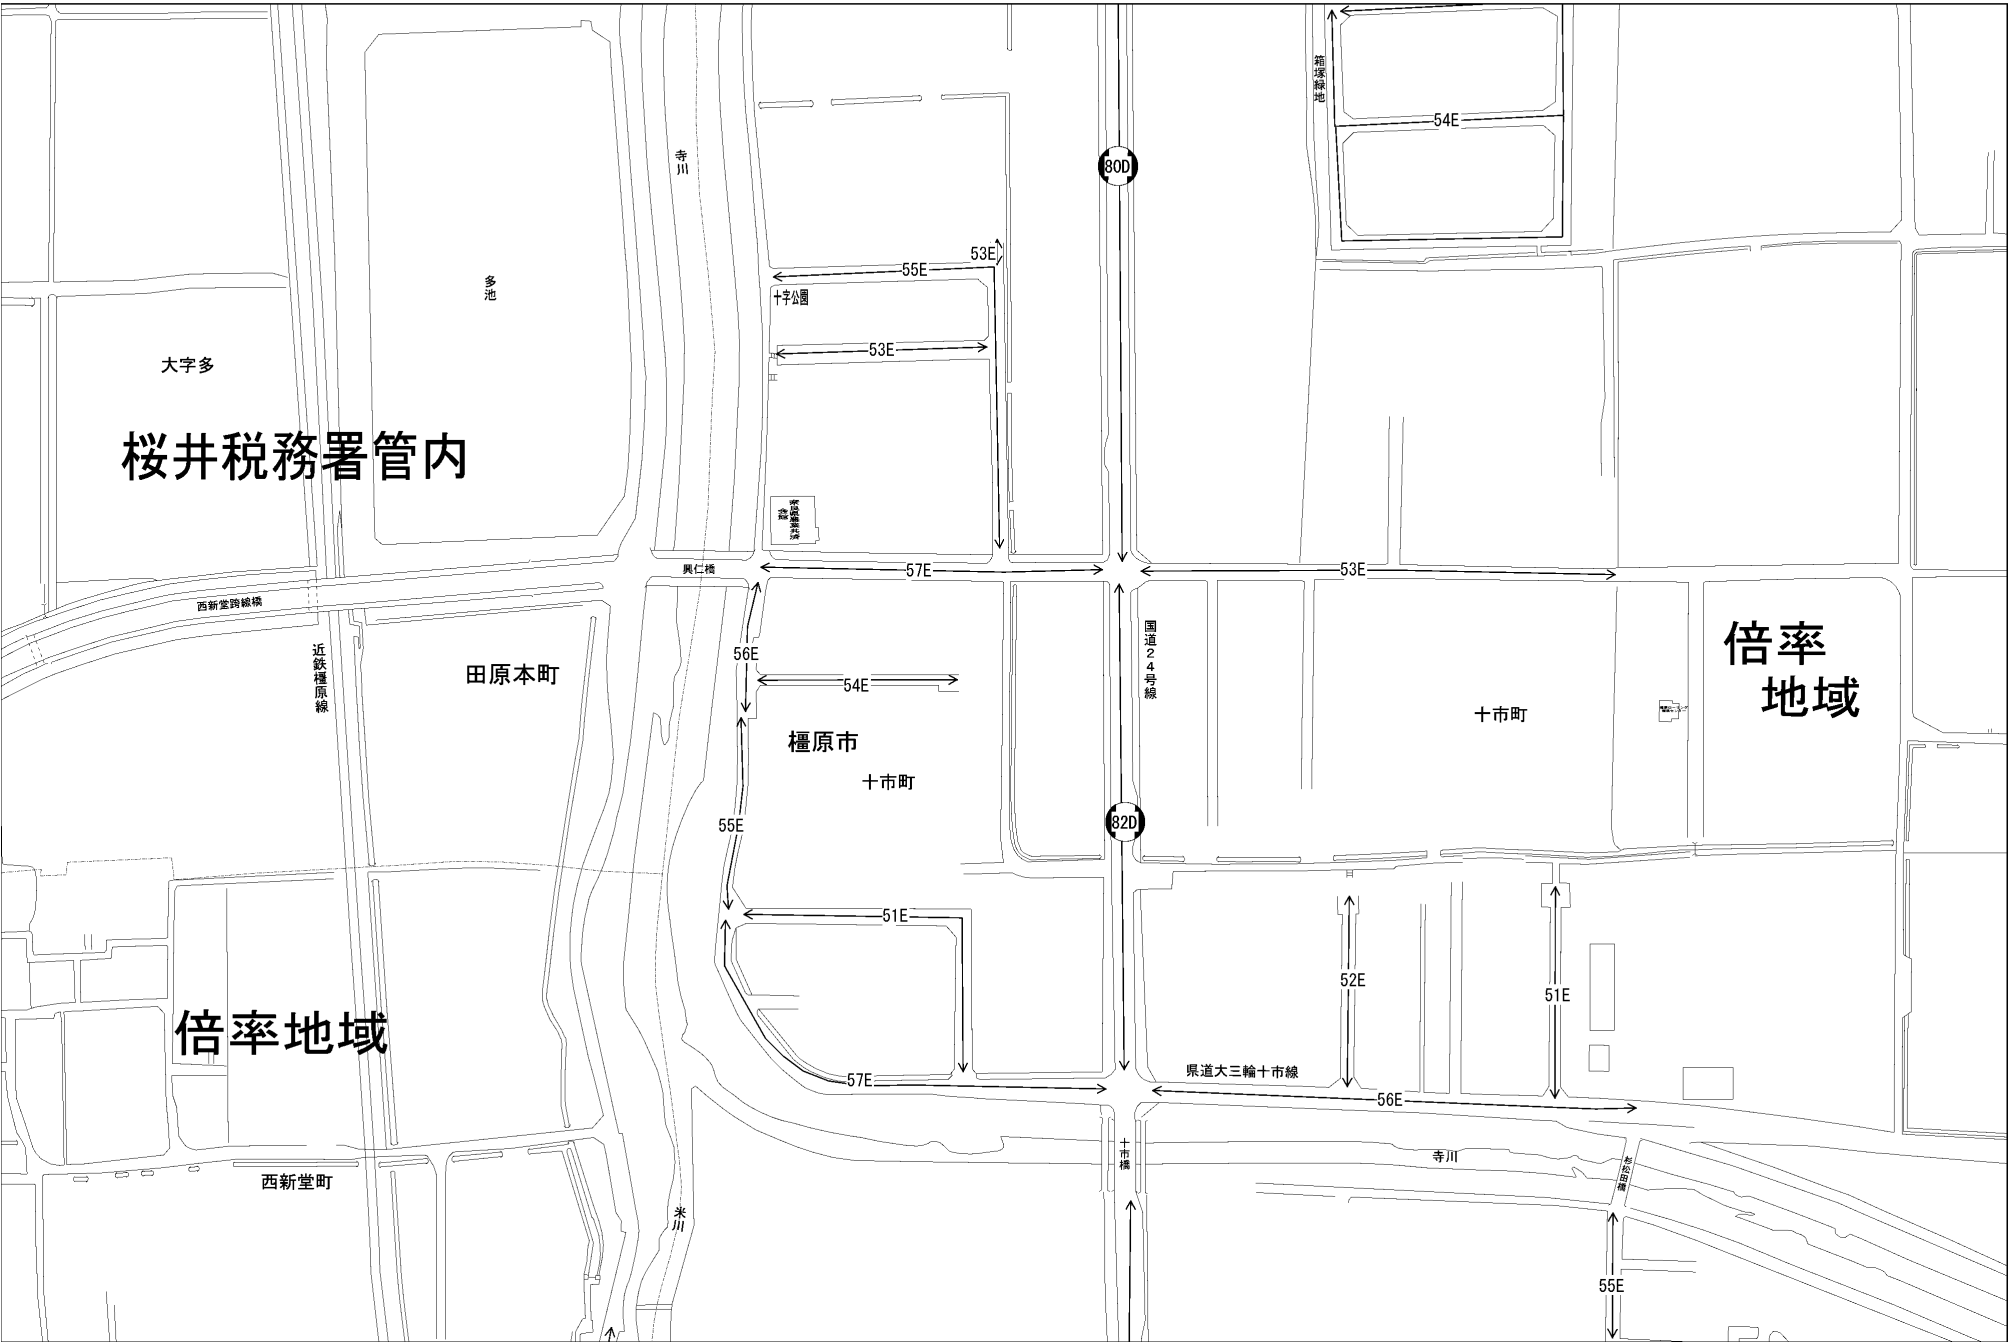 箱塚緑地
54E
80D
寺川
53E
55E
十字公園
多池
53E
大字多
桜井税務署管内
興仁橋
57E
53E
西新堂跨線橋
近鉄橿原線
田原本町
56E
54E
国道24号線
倍率
地域
十市町
橿原市
十市町
55E
82D
51E
52E
51E
倍率地域
57E
県道大三輪十市線
56E
十市橋
寺川
杉松田橋
西新堂町
米川
55E